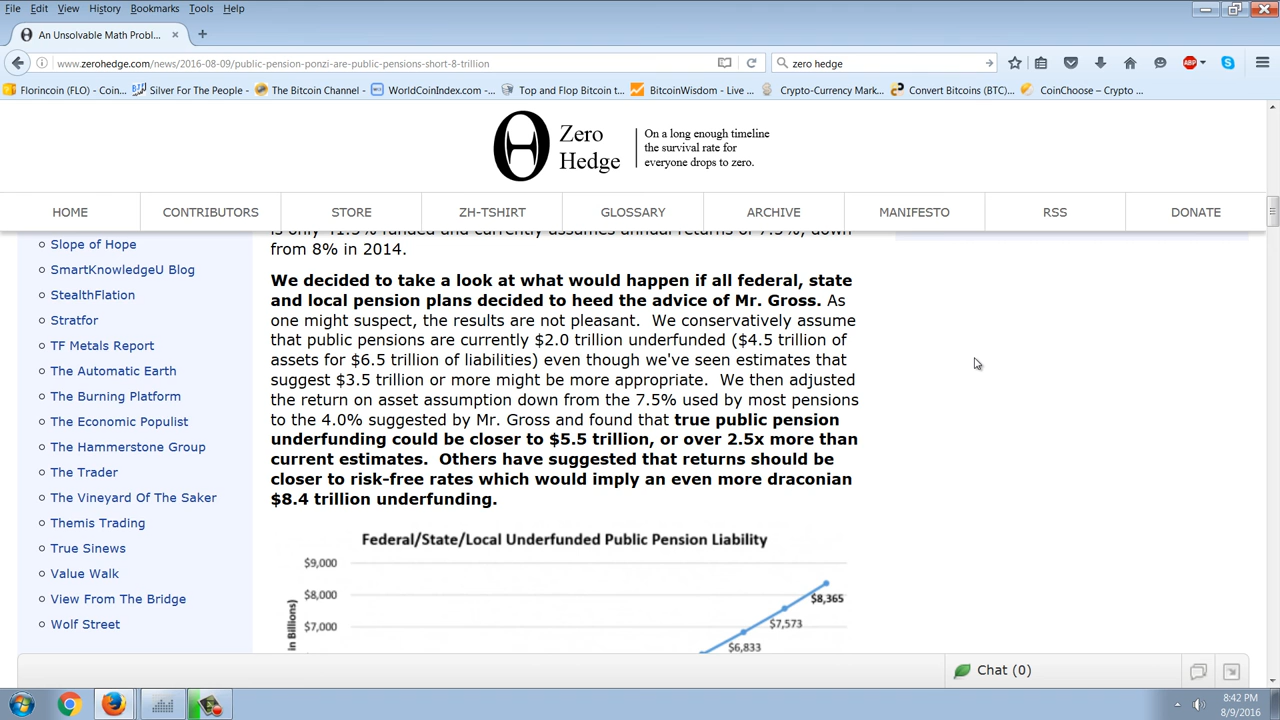 File Edit View History Bookmarks Tools Help
An Unsolvable Math Probl... ×
www.zerohedge.com/news/2016-08-09/public-pension-ponzi-are-public-pensions-short-8-trillion
zero hedge
Florincoin (FLO) - Coin... Silver For The People - ... The Bitcoin Channel - ... WorldCoinIndex.com -... Top and Flop Bitcoin t... BitcoinWisdom - Live ... Crypto-Currency Mark... Convert Bitcoins (BTC)... CoinChoose – Crypto ...
Zero
Hedge
On a long enough timeline
the survival rate for
everyone drops to zero.
HOME CONTRIBUTORS STORE ZH-TSHIRT GLOSSARY ARCHIVE MANIFESTO RSS DONATE
Slope of Hope
SmartKnowledgeU Blog
StealthFlation
Stratfor
TF Metals Report
The Automatic Earth
The Burning Platform
The Economic Populist
The Hammerstone Group
The Trader
The Vineyard Of The Saker
Themis Trading
True Sinews
Value Walk
View From The Bridge
Wolf Street
funded and currently assumes annual returns of down
from 8% in 2014.
We decided to take a look at what would happen if all federal, state
and local pension plans decided to heed the advice of Mr. Gross. As
one might suspect, the results are not pleasant. We conservatively assume
that public pensions are currently $2.0 trillion underfunded ($4.5 trillion of
assets for $6.5 trillion of liabilities) even though we've seen estimates that
suggest $3.5 trillion or more might be more appropriate. We then adjusted
the return on asset assumption down from the 7.5% used by most pensions
to the 4.0% suggested by Mr. Gross and found that true public pension
underfunding could be closer to $5.5 trillion, or over 2.5x more than
current estimates. Others have suggested that returns should be
closer to risk-free rates which would imply an even more draconian
$8.4 trillion underfunding.
Federal/State/Local Underfunded Public Pension Liability
$9,000
$8,000
$7,000
in Billions)
$8,365
$7,573
$6,833
Chat (0)
8:42 PM
8/9/2016